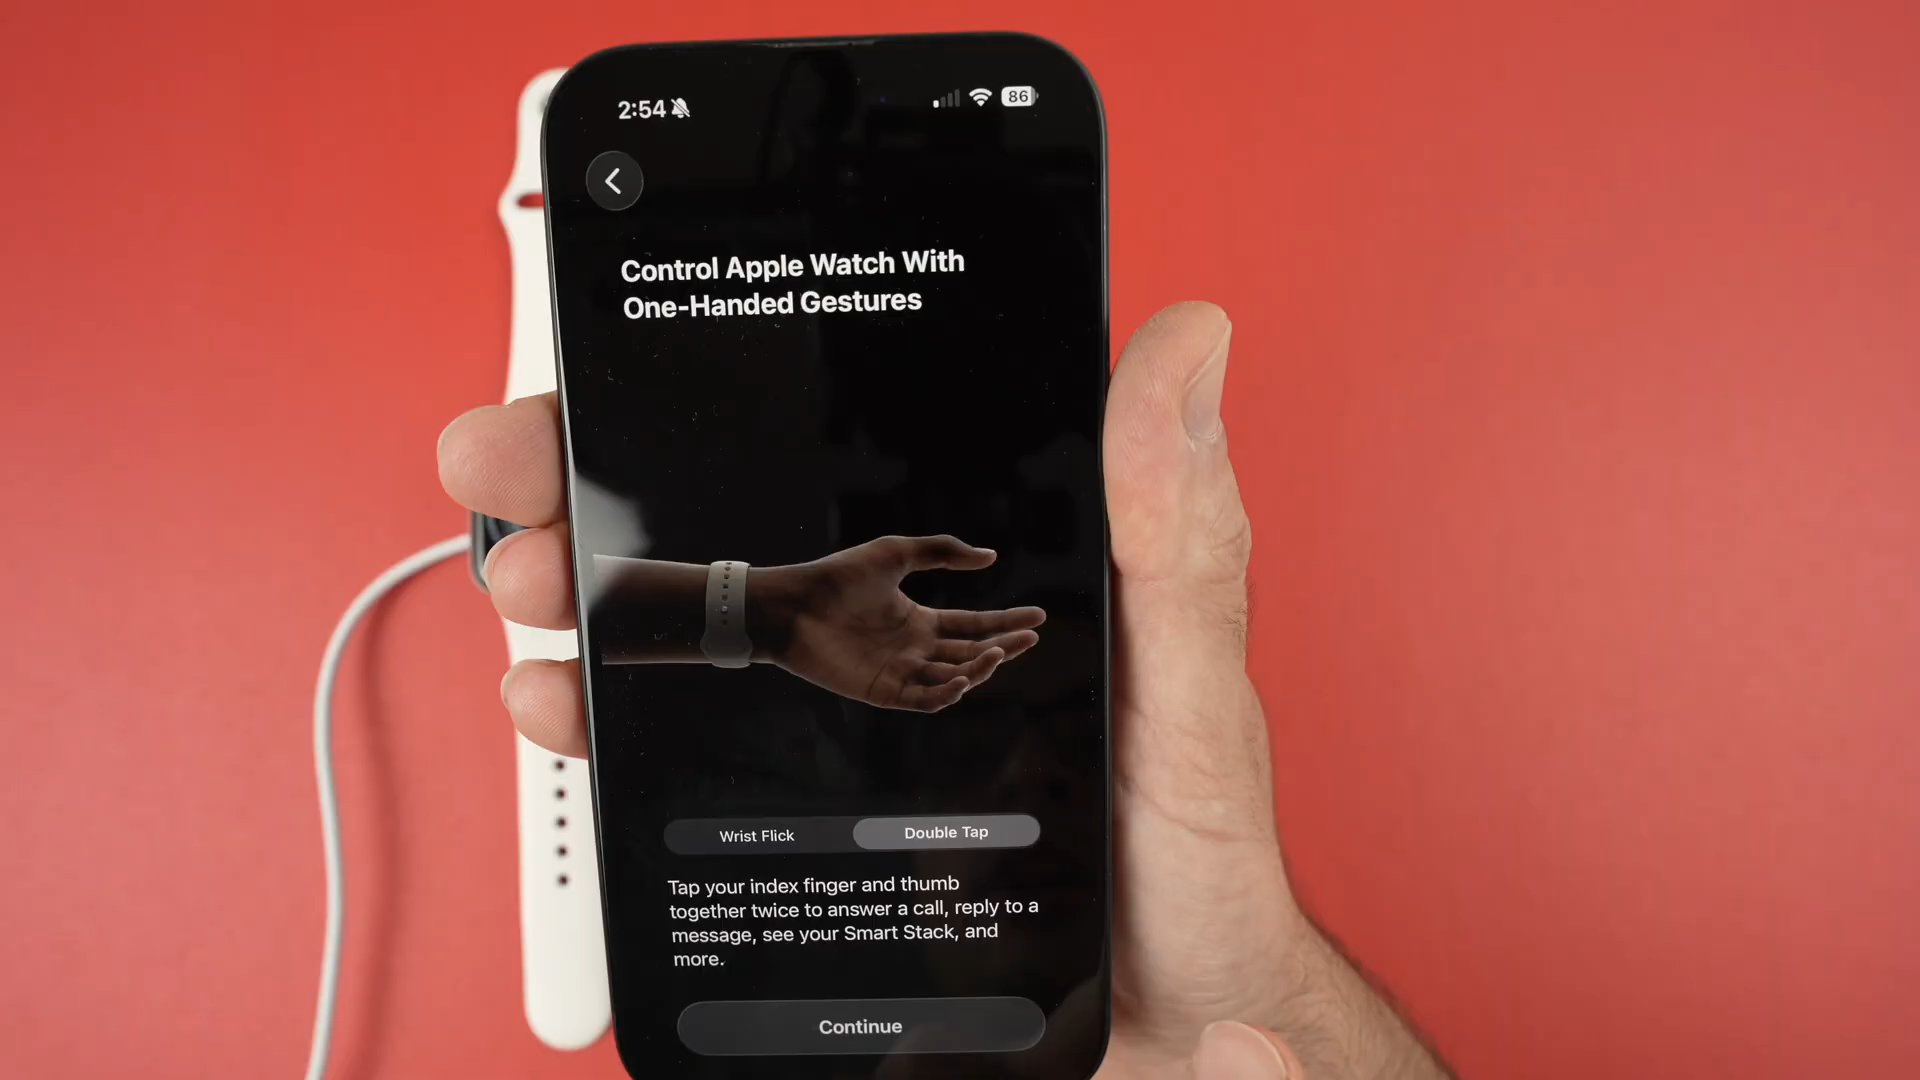 2:54
86
Control Apple Watch With
One-Handed Gestures
Wrist Flick
Double Tap
Tap your index finger and thumb
together twice to answer a call, reply to a
message, see your Smart Stack, and
more.
Continue